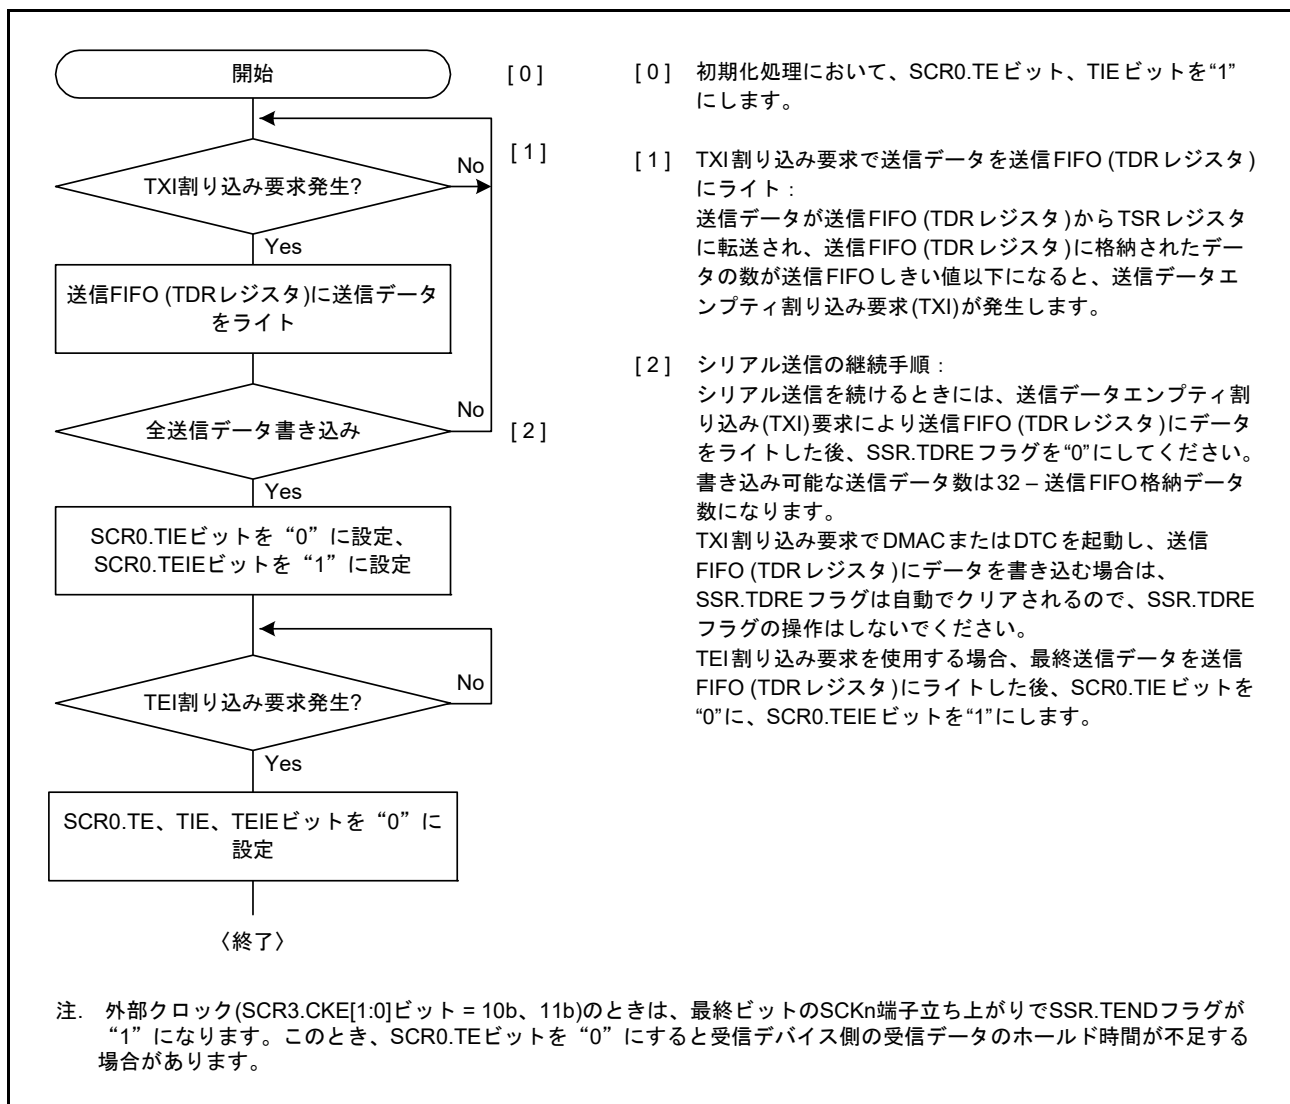 開始
[ 0 ]
TXI割り込み要求発生?
No
[ 1 ]
Yes
送信FIFO (TDRレジスタ)に送信データ
をライト
全送信データ書き込み
No
[ 2 ]
Yes
SCR0.TIEビットを“0”に設定、
SCR0.TEIEビットを“1”に設定
TEI割り込み要求発生?
No
Yes
SCR0.TE、TIE、TEIEビットを“0”に
設定
〈終了〉
[ 0 ] 初期化処理において、SCR0.TEビット、TIEビットを“1”
にします。
[ 1 ] TXI割り込み要求で送信データを送信FIFO (TDRレジスタ)
にライト：
送信データが送信FIFO (TDRレジスタ)からTSRレジスタ
に転送され、送信FIFO (TDRレジスタ)に格納されたデー
タの数が送信FIFOしきい値以下になると、送信データエ
ンプティ割り込み要求(TXI)が発生します。
[ 2 ] シリアル送信の継続手順：
シリアル送信を続けるときには、送信データエンプティ割
り込み(TXI)要求により送信FIFO (TDRレジスタ)にデータ
をライトした後、SSR.TDREフラグを“0”にしてください。
書き込み可能な送信データ数は32 – 送信FIFO格納データ
数になります。
TXI割り込み要求でDMACまたはDTCを起動し、送信
FIFO (TDRレジスタ)にデータを書き込む場合は、
SSR.TDREフラグは自動でクリアされるので、SSR.TDRE
フラグの操作はしないでください。
TEI割り込み要求を使用する場合、最終送信データを送信
FIFO (TDRレジスタ)にライトした後、SCR0.TIEビットを
“0”に、SCR0.TEIEビットを“1”にします。
注. 外部クロック(SCR3.CKE[1:0]ビット = 10b、11b)のときは、最終ビットのSCKn端子立ち上がりでSSR.TENDフラグが
“1”になります。このとき、SCR0.TEビットを“0”にすると受信デバイス側の受信データのホールド時間が不足する
場合があります。